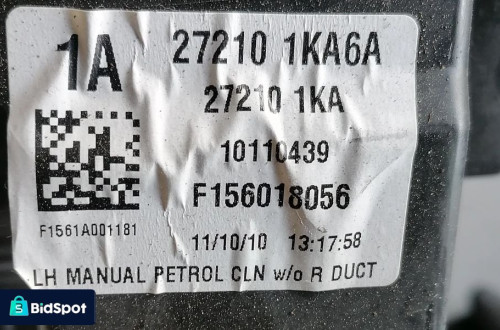 1A
27210 1KA6A
27210 1KA
10110439
F156018056
F1561A001181
11/10/10 13:17:58
LH MANUAL PETROL CLN w/o R DUCT
S BidSpot